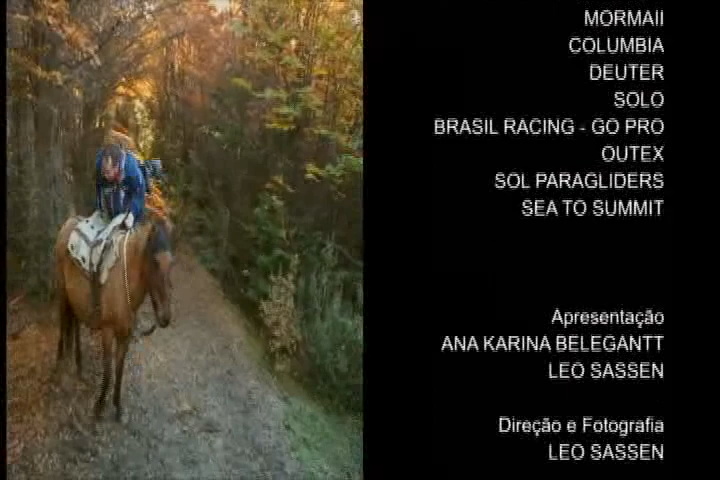 MORMAII
COLUMBIA
DEUTER
SOLO
BRASIL RACING - GO PRO
OUTEX
SOL PARAGLIDERS
SEA TO SUMMIT
Apresentação
ANA KARINA BELEGANTT
LEO SASSEN
Direção e Fotografia
LEO SASSEN